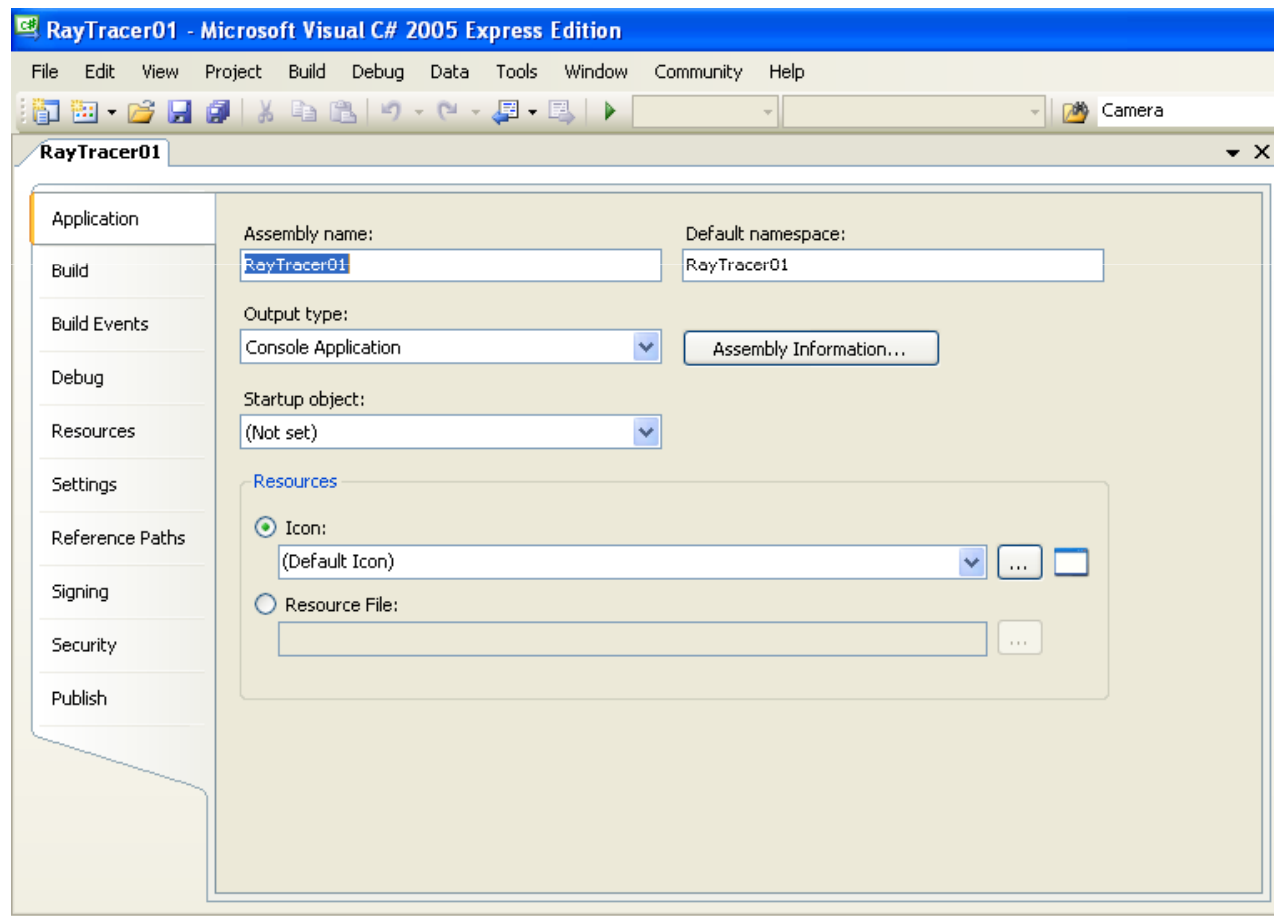 RayTracer01 - Microsoft Visual C# 2005 Express Edition
File Edit View Project Build Debug Data Tools Window Community Help
Camera
RayTracer01
Application
Build
Build Events
Debug
Resources
Settings
Reference Paths
Signing
Security
Publish
Assembly name:
Default namespace:
RayTracer01
RayTracer01
Output type:
Console Application
Assembly Information...
Startup object:
(Not set)
Resources
Icon:
(Default Icon)
...
Resource File:
...